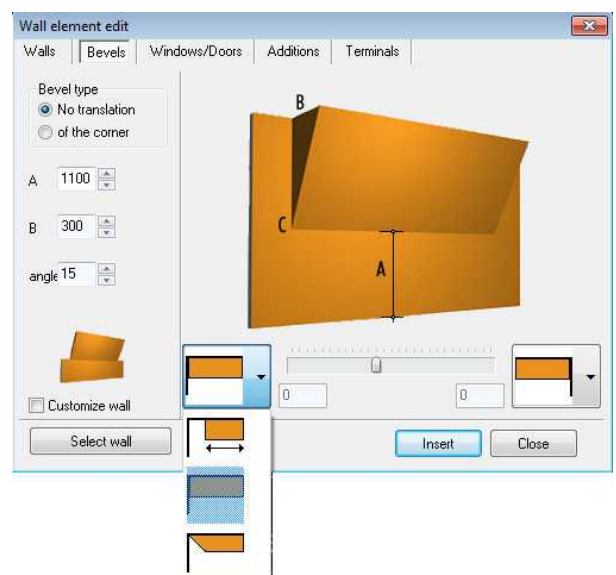 Wall element edit
Walls Bevels Windows/Doors Additions Terminals
Bevel type
No translation
of the corner
A 1100
B 300
angle 15
Customize wall
Select wall
B
C
A
0 0
Insert Close